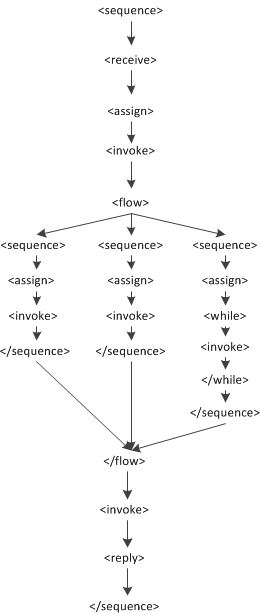 <sequence>
<receive>
<assign>
<invoke>
<flow>
<sequence> <sequence> <sequence>
<assign> <assign> <assign>
<invoke> <invoke> <while>
</sequence> </sequence> <invoke>
</while>
</sequence>
</flow>
<invoke>
<reply>
</sequence>